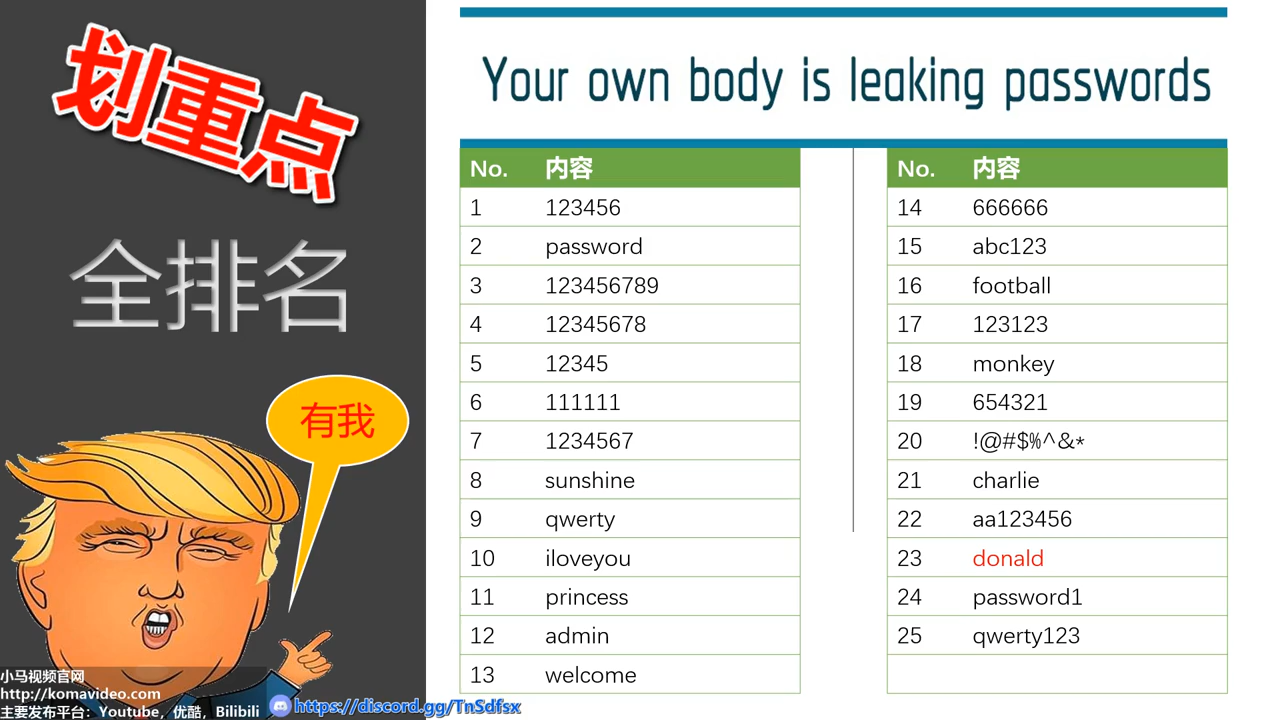 划重点
全排名
有我
小马视频官网
http://komavideo.com
主要发布平台：Youtube，优酷，Bilibili
https://discord.gg/TnSdfsx
Your own body is leaking passwords
No. 内容
1 123456
2 password
3 123456789
4 12345678
5 12345
6 111111
7 1234567
8 sunshine
9 qwerty
10 iloveyou
11 princess
12 admin
13 welcome
No. 内容
14 666666
15 abc123
16 football
17 123123
18 monkey
19 654321
20 !@#$%^&*
21 charlie
22 aa123456
23 donald
24 password1
25 qwerty123